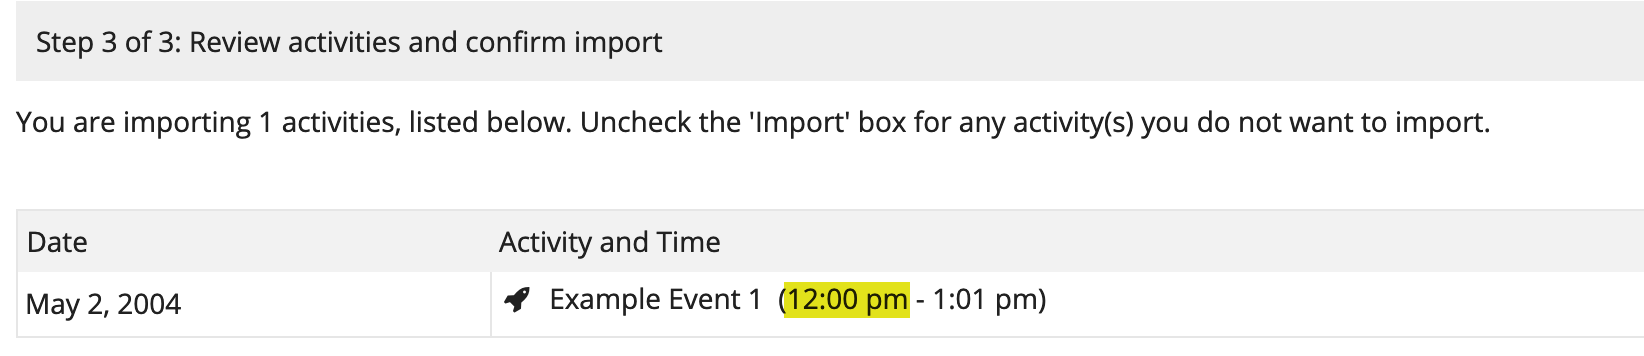 Step 3 of 3: Review activities and confirm import
You are importing 1 activities, listed below. Uncheck the 'Import' box for any activity(s) you do not want to import.
Date Activity and Time
May 2, 2004 Example Event 1 (12:00 pm - 1:01 pm)